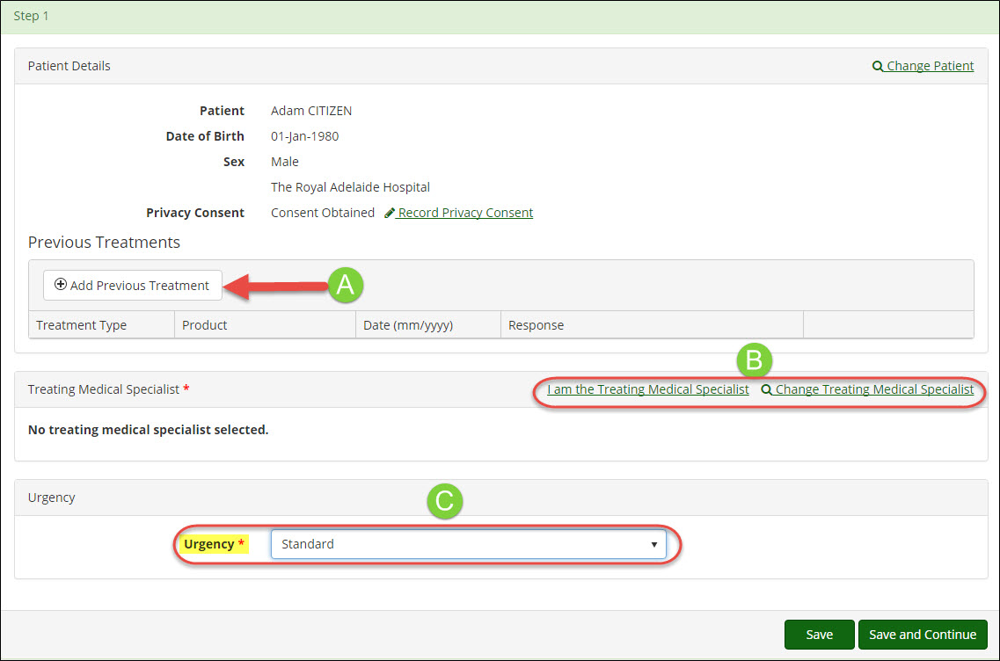 Step 1
Patient Details Change Patient
Patient Adam CITIZEN
Date of Birth 01-Jan-1980
Sex Male
The Royal Adelaide Hospital
Privacy Consent Consent Obtained Record Privacy Consent
Previous Treatments
Add Previous Treatment A
Treatment Type Product Date (mm/yyyy) Response
B
Treating Medical Specialist * I am the Treating Medical Specialist Change Treating Medical Specialist
No treating medical specialist selected.
Urgency
C
Urgency * Standard
Save Save and Continue